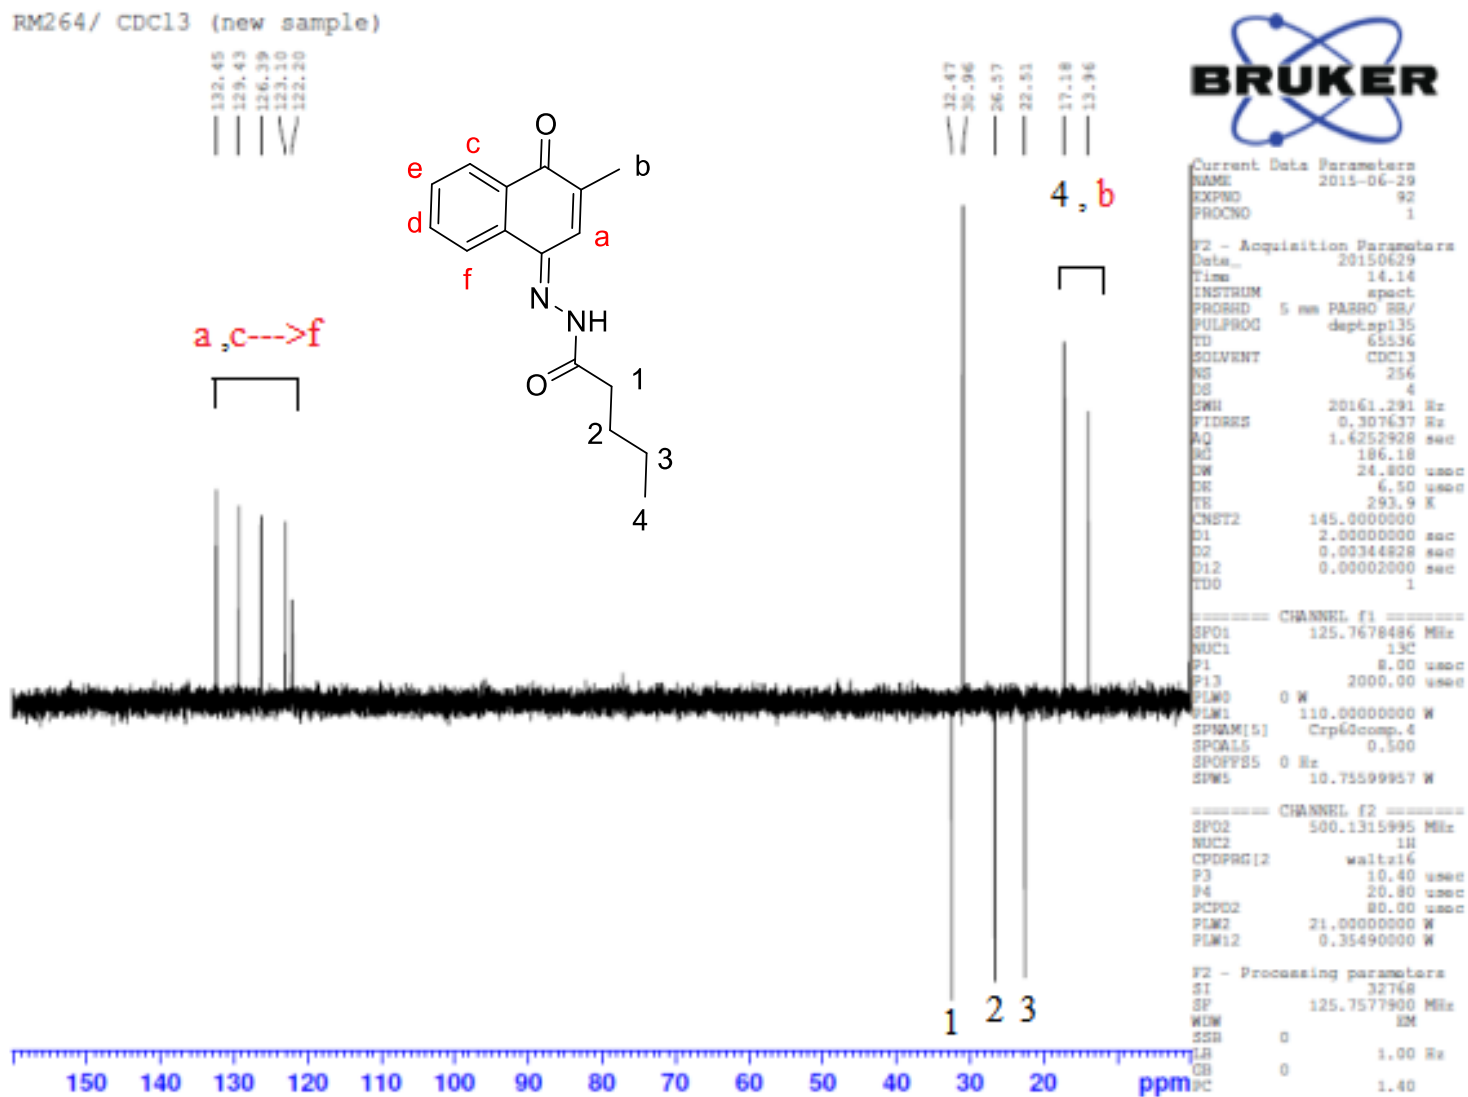 RM264/ CDCl3 (new sample)
132.45
129.43
126.39
123.10
122.20
32.47
30.96
26.57
22.51
17.18
13.96
BRUKER
O
c
b
e
d
a
f
N
NH
O
1
2
3
4
a ,c--->f
4 , b
1
2
3
150 140 130 120 110 100 90 80 70 60 50 40 30 20 ppm
Current Data Parameters
NAME 2015-06-29
EXPNO 92
PROCNO 1
F2 - Acquisition Parameters
Date_ 20150629
Time 14.14
INSTRUM spect
PROBHD 5 mm PABBO BB/
PULPROG deptsp135
TD 65536
SOLVENT CDCl3
NS 256
DS 4
SWH 20161.291 Hz
FIDRES 0.307637 Hz
AQ 1.6252928 sec
RG 186.18
DW 24.800 usec
DE 6.50 usec
TE 293.9 K
CNST2 145.0000000
D1 2.00000000 sec
D2 0.00344828 sec
D12 0.00002000 sec
TD0 1
======== CHANNEL f1 ========
SFO1 125.7678486 MHz
NUC1 13C
P1 8.00 usec
P13 2000.00 usec
PLW0 0 W
PLW1 110.00000000 W
SPNAM[5] Crp60comp.4
SPOAL5 0.500
SPOFFS5 0 Hz
SPW5 10.75599957 W
======== CHANNEL f2 ========
SFO2 500.1315995 MHz
NUC2 1H
CPDPRG[2 waltz16
P3 10.40 usec
P4 20.80 usec
PCPD2 80.00 usec
PLW2 21.00000000 W
PLW12 0.35490000 W
F2 - Processing parameters
SI 32768
SF 125.7577900 MHz
WDW EM
SSB 0
LB 1.00 Hz
GB 0
PC 1.40